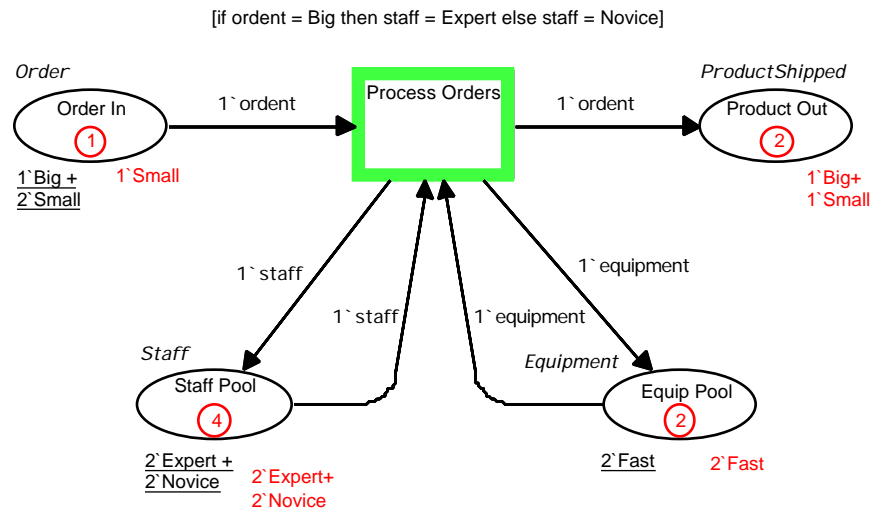 [if ordent = Big then staff = Expert else staff = Novice]
Order
ProductShipped
Order In
1`ordent
Process Orders
1`ordent
Product Out
1
2
1`Big +
2`Small
1`Small
1`Big+
1`Small
1`staff
1`equipment
1`staff
1`equipment
Staff
Equipment
Staff Pool
Equip Pool
4
2
2`Expert +
2`Novice
2`Expert+
2`Novice
2`Fast
2`Fast